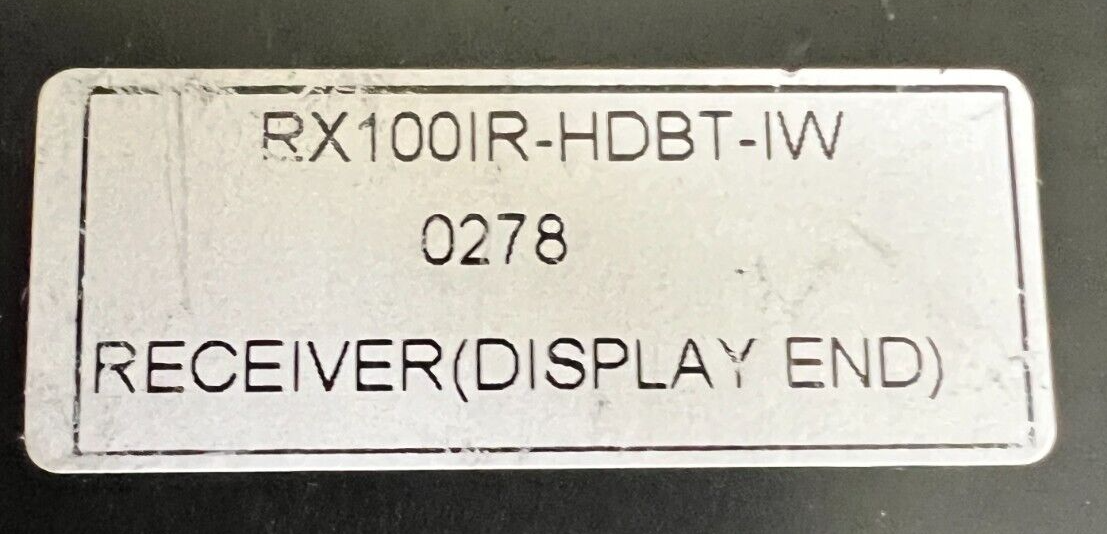 RX100IR-HDBT-IW
0278
RECEIVER(DISPLAY END)